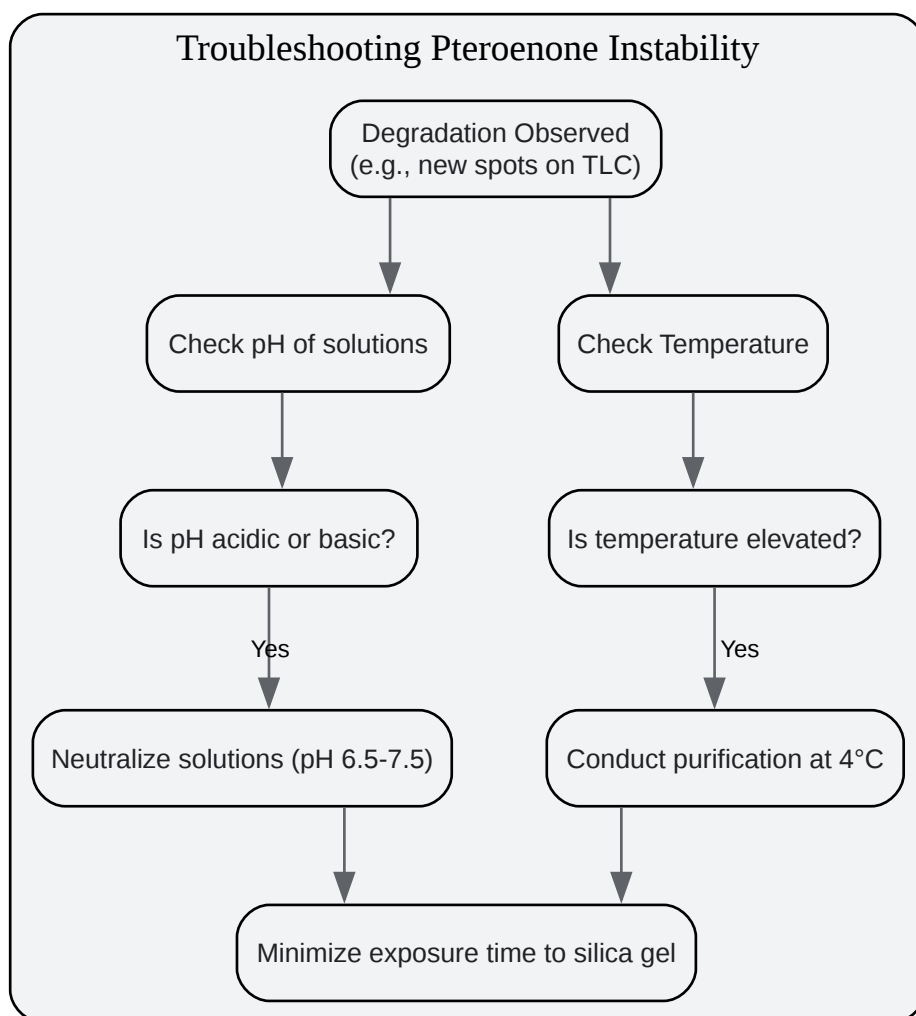 Troubleshooting Pteroenone Instability
Degradation Observed
(e.g., new spots on TLC)
Check pH of solutions
Check Temperature
Is pH acidic or basic?
Is temperature elevated?
Yes
Yes
Neutralize solutions (pH 6.5-7.5)
Conduct purification at 4°C
Minimize exposure time to silica gel